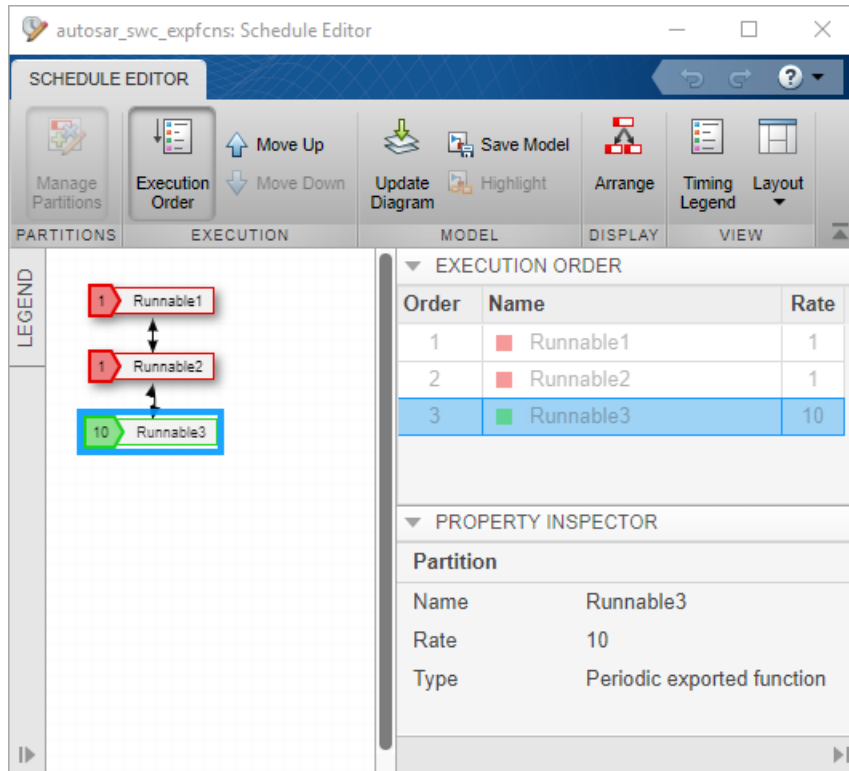 autosar_swc_expfcns: Schedule Editor
SCHEDULE EDITOR
?
Manage Partitions
Execution Order
Move Up
Move Down
Update Diagram
Save Model
Highlight
Arrange
Timing Legend
Layout
PARTITIONS
EXECUTION
MODEL
DISPLAY
VIEW
LEGEND
1 Runnable1
1 Runnable2
10 Runnable3
EXECUTION ORDER
Order Name Rate
1 Runnable1 1
2 Runnable2 1
3 Runnable3 10
PROPERTY INSPECTOR
Partition
Name Runnable3
Rate 10
Type Periodic exported function